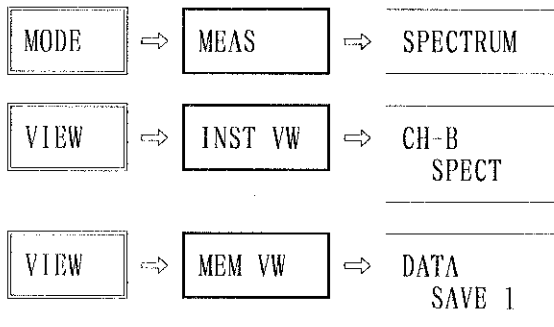 MODE ⇨ MEAS ⇨ SPECTRUM
VIEW ⇨ INST VW ⇨ CH-B
SPECT
VIEW ⇨ MEM VW ⇨ DATA
SAVE 1